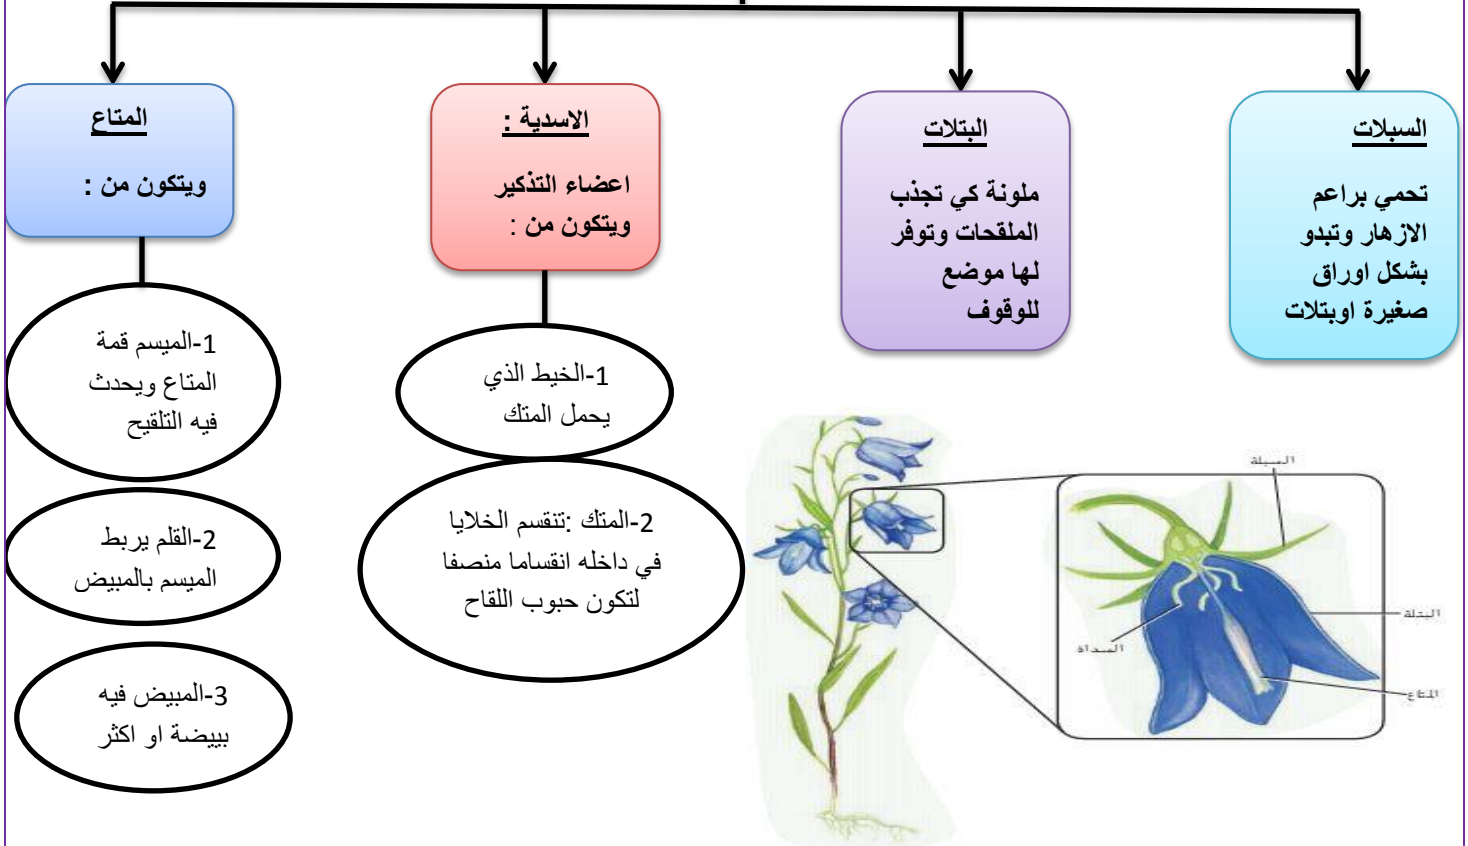 السبلات
تحمي براعم
الازهار وتبدو
بشكل اوراق
صغيرة اوبتلات
البتلات
ملونة كي تجذب
الملقحات وتوفر
لها موضع
للوقوف
الاسدية :
اعضاء التذكير
ويتكون من :
1-الخيط الذي
يحمل المتك
2-المتك :تنقسم الخلايا
في داخله انقساما منصفا
لتكون حبوب اللقاح
المتاع
ويتكون من :
1-الميسم قمة
المتاع ويحدث
فيه التلقيح
2-القلم يربط
الميسم بالمبيض
3-المبيض فيه
بييضة او اكثر
السبلة
البتلة
السداة
المتاع